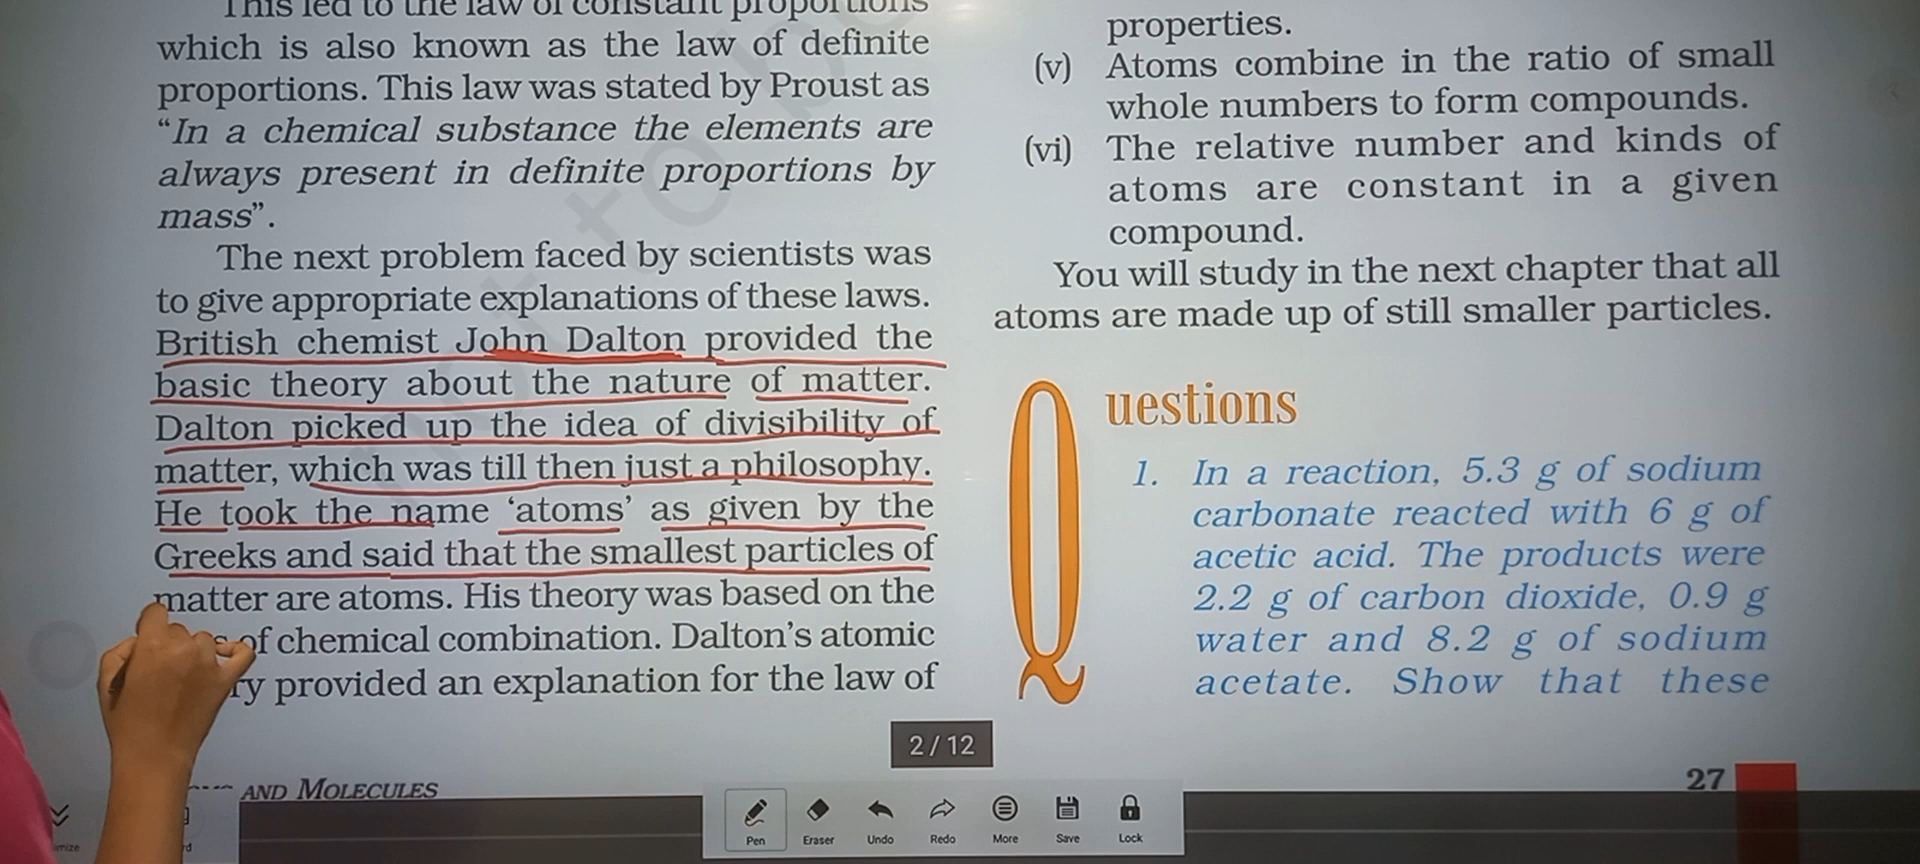 This led to the law of constant proportions
which is also known as the law of definite
proportions. This law was stated by Proust as
“In a chemical substance the elements are
always present in definite proportions by
mass”.
The next problem faced by scientists was
to give appropriate explanations of these laws.
British chemist John Dalton provided the
basic theory about the nature of matter.
Dalton picked up the idea of divisibility of
matter, which was till then just a philosophy.
He took the name ‘atoms’ as given by the
Greeks and said that the smallest particles of
matter are atoms. His theory was based on the
of chemical combination. Dalton’s atomic
ry provided an explanation for the law of
AND MOLECULES
properties.
(v) Atoms combine in the ratio of small
whole numbers to form compounds.
(vi) The relative number and kinds of
atoms are constant in a given
compound.
You will study in the next chapter that all
atoms are made up of still smaller particles.
Questions
1. In a reaction, 5.3 g of sodium
carbonate reacted with 6 g of
acetic acid. The products were
2.2 g of carbon dioxide, 0.9 g
water and 8.2 g of sodium
acetate. Show that these
2 / 12
27
Pen Eraser Undo Redo More Save Lock